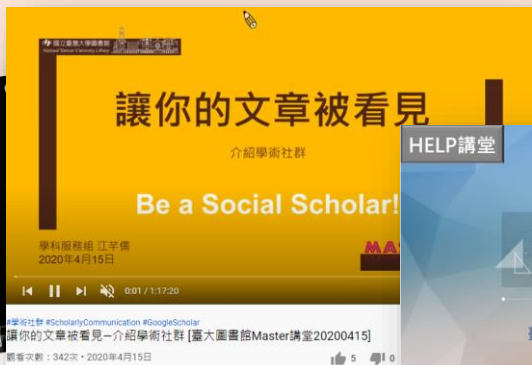 國立臺灣大學圖書館
National Taiwan University Library
讓你的文章被看見
介紹學術社群
Be a Social Scholar!
學科服務組 江芊儒
2020年4月15日
MAS
0:01 / 1:17:20
#學術社群 #ScholarlyCommunication #GoogleScholar
讓你的文章被看見—介紹學術社群 [臺大圖書館Master講堂20200415]
觀看次數：342次・2020年4月15日
5
0
HELP講堂